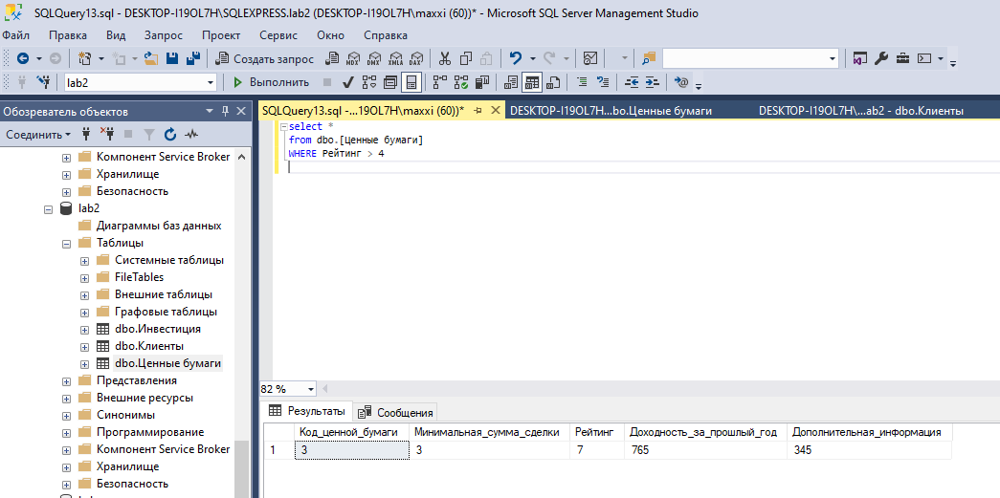 SQLQuery13.sql - DESKTOP-I19OL7H\SQLEXPRESS.lab2 (DESKTOP-I19OL7H\maxxi (60))* - Microsoft SQL Server Management Studio
Файл Правка Вид Запрос Проект Сервис Окно Справка
Создать запрос MDX DMX XMLA DAX
lab2 Выполнить
Обозреватель объектов
SQLQuery13.sql -...19OL7H\maxxi (60))* DESKTOP-I19OL7H...bo.Ценные бумаги DESKTOP-I19OL7H...ab2 - dbo.Клиенты
Соединить
select *
from dbo.[Ценные бумаги]
WHERE Рейтинг > 4
Компонент Service Broker
Хранилище
Безопасность
lab2
Диаграммы баз данных
Таблицы
Системные таблицы
FileTables
Внешние таблицы
Графовые таблицы
dbo.Инвестиция
dbo.Клиенты
dbo.Ценные бумаги
Представления
Внешние ресурсы
Синонимы
Программирование
Компонент Service Broker
Хранилище
Безопасность
82 %
Результаты Сообщения
Код_ценной_бумаги Минимальная_сумма_сделки Рейтинг Доходность_за_прошлый_год Дополнительная_информация
1 3 3 7 765 345